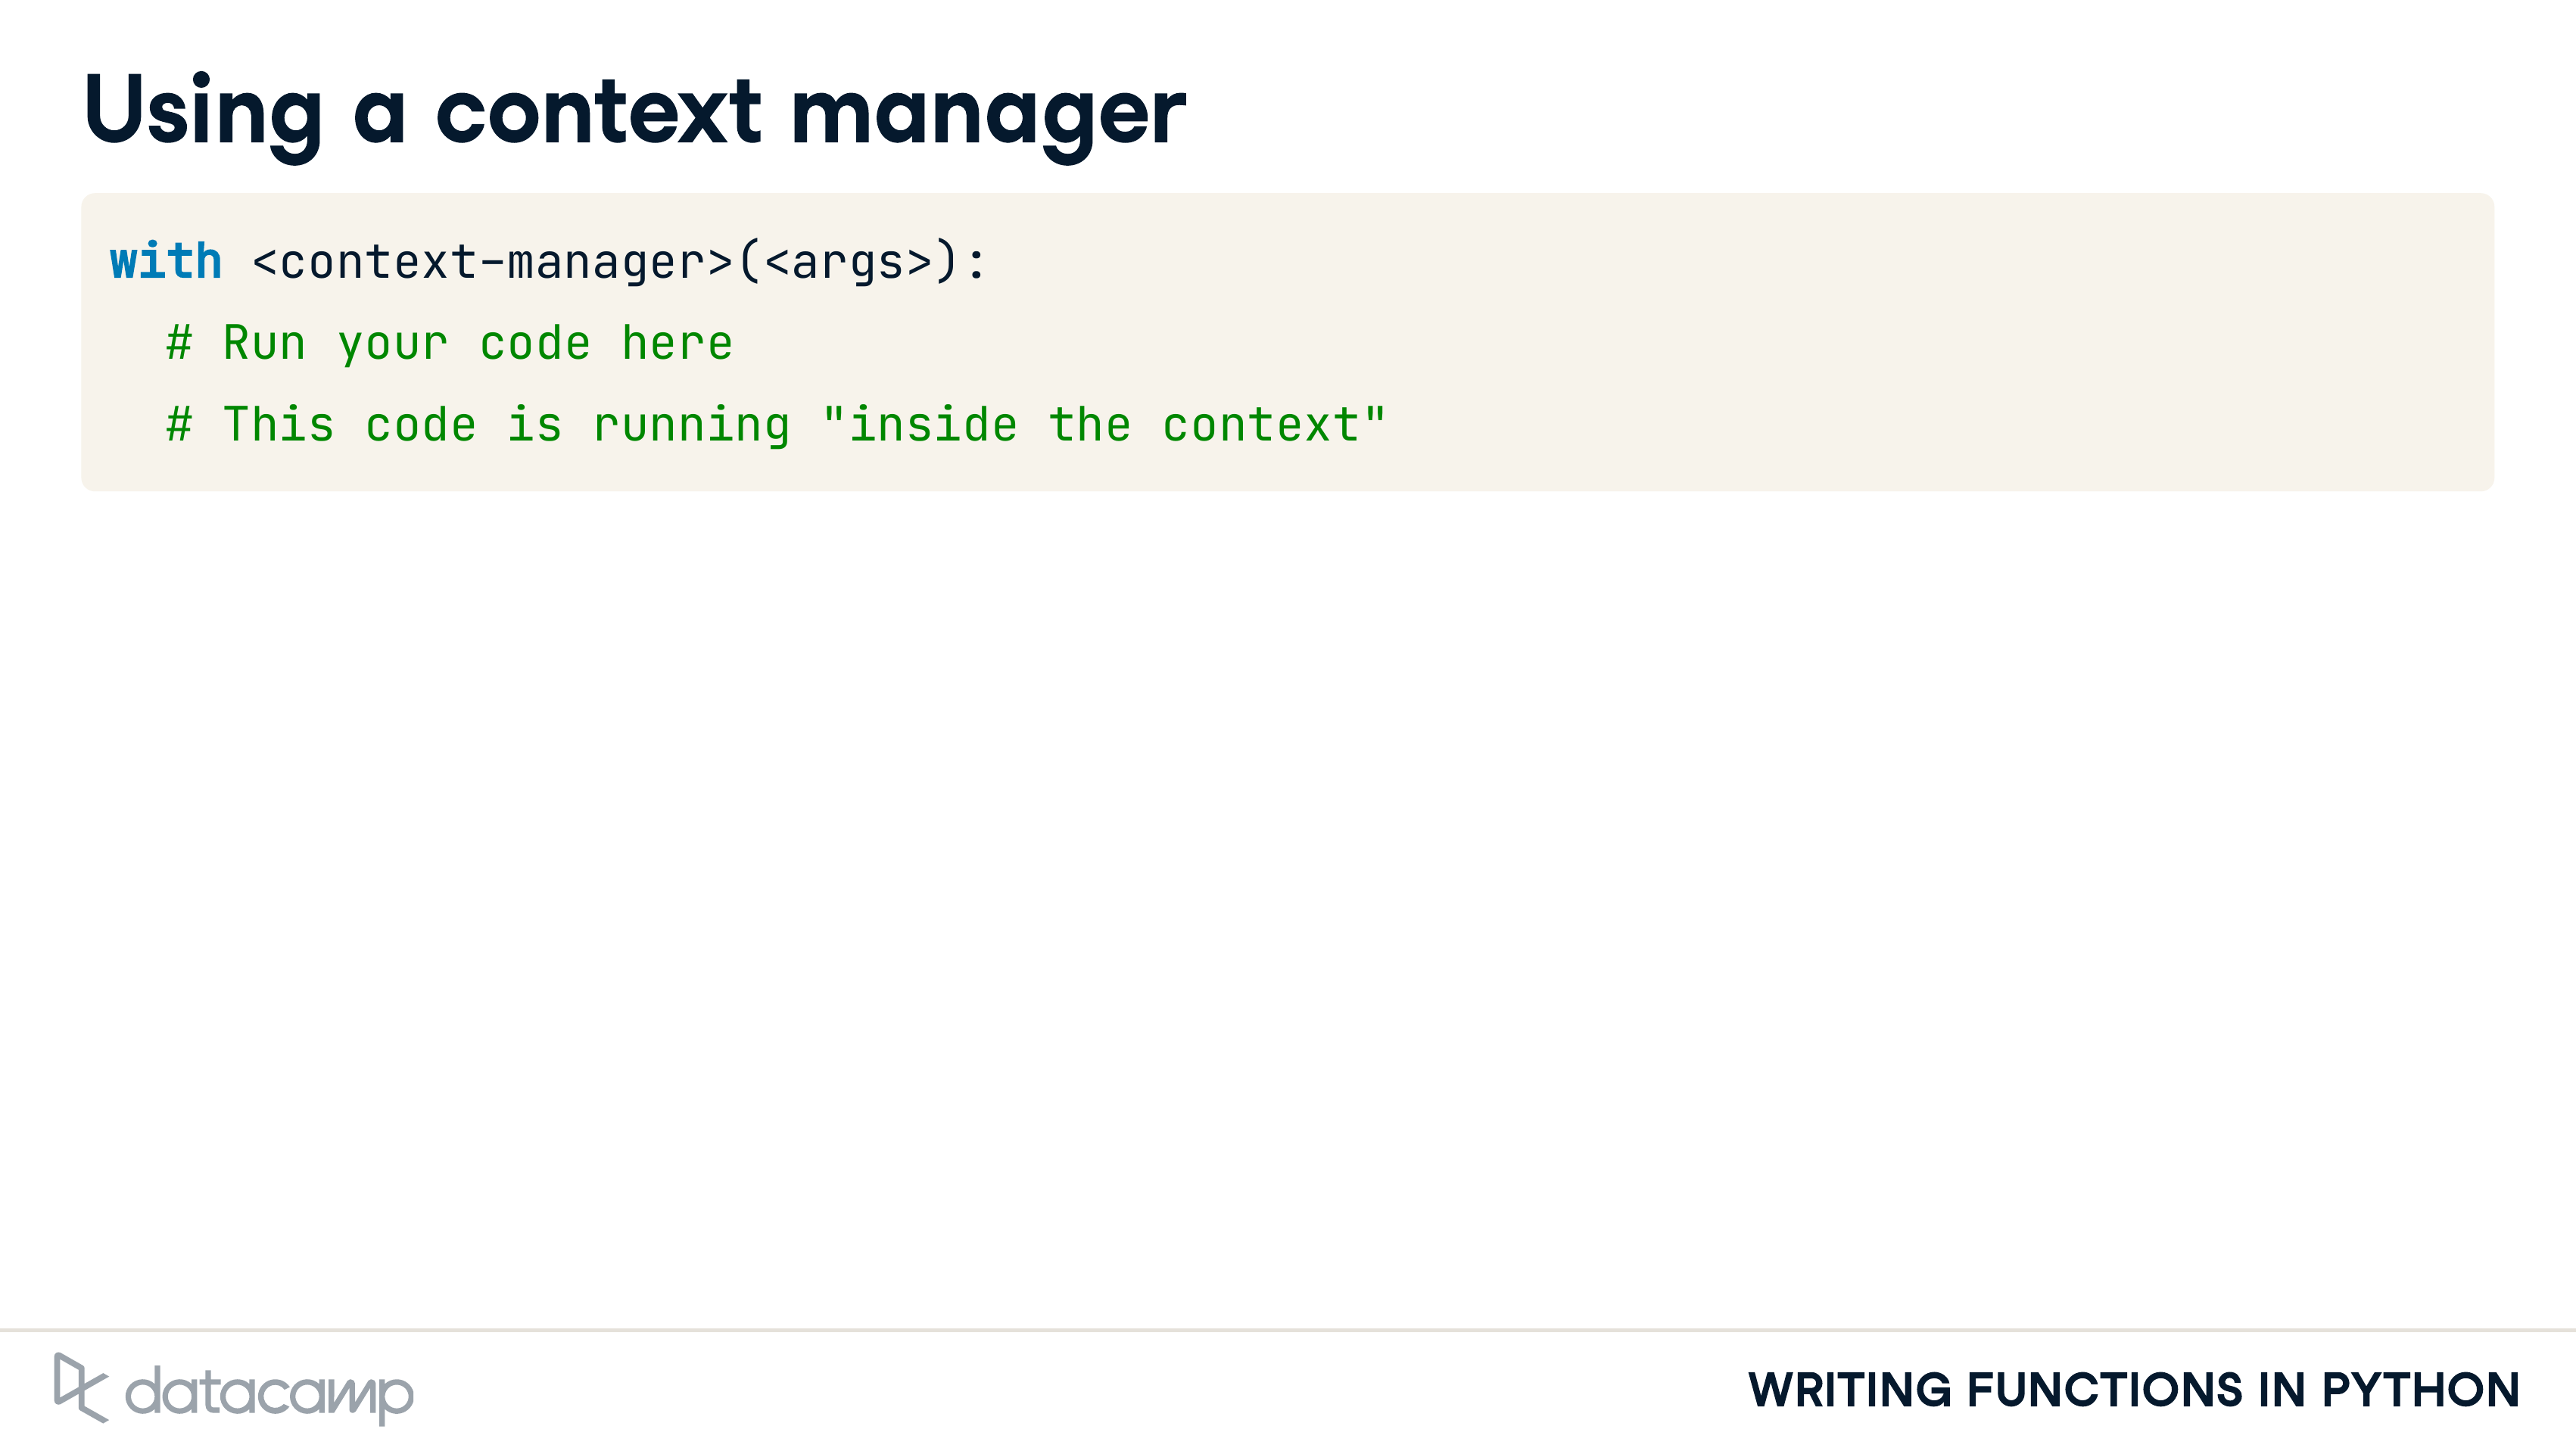 Using a context manager
with <context-manager>(<args>):
  # Run your code here
  # This code is running "inside the context"
datacamp
WRITING FUNCTIONS IN PYTHON